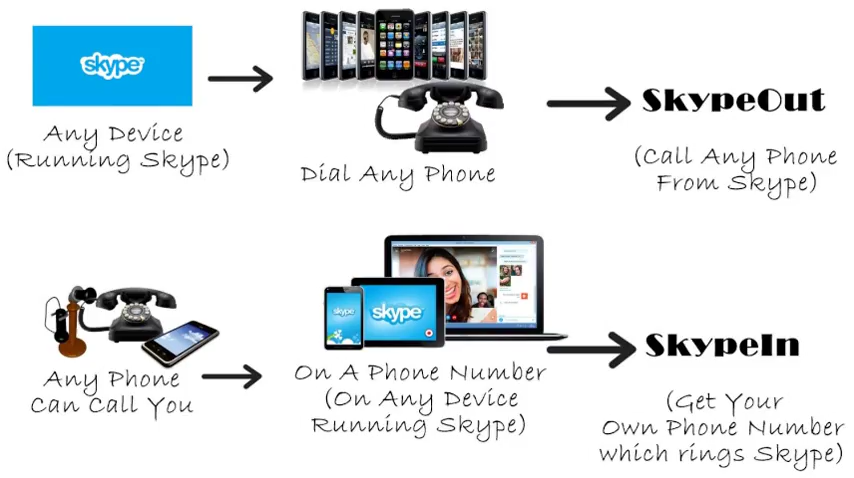 skype
Any Device
(Running Skype)
Dial Any Phone
SkypeOut
(Call Any Phone
From Skype)
Any Phone
Can Call You
skype
skype
On A Phone Number
(On Any Device
Running Skype)
SkypeIn
(Get Your
Own Phone Number
which rings Skype)